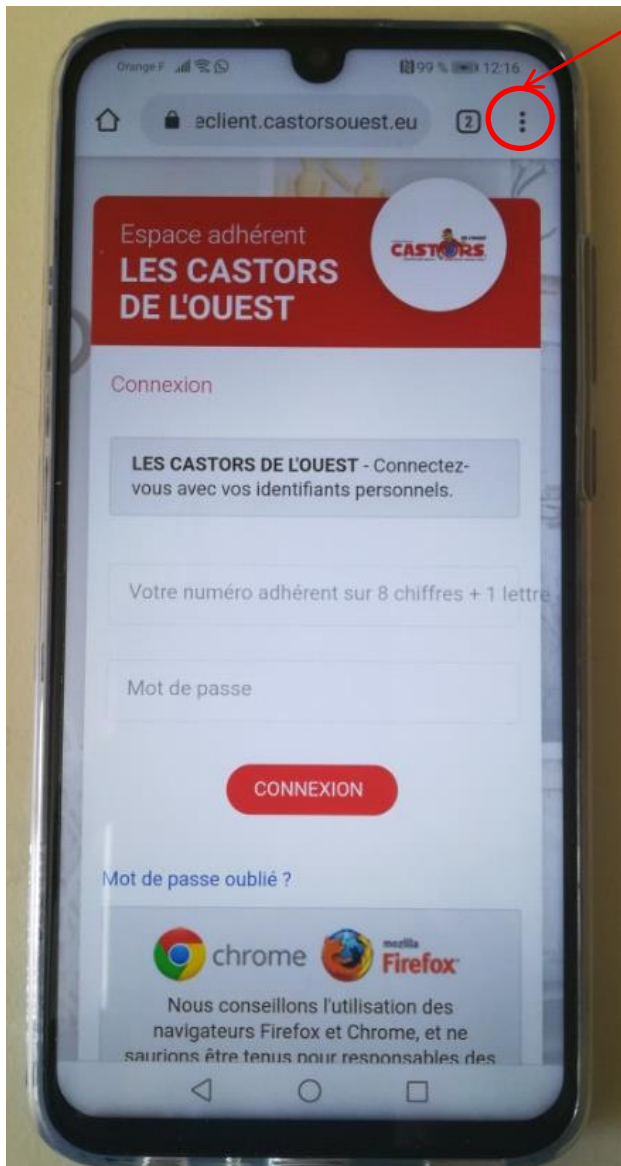 Orange F 99 % 12:16
eclient.castorsouest.eu 2
Espace adhérent
LES CASTORS
DE L'OUEST
CASTORS
Connexion
LES CASTORS DE L'OUEST - Connectez-
vous avec vos identifiants personnels.
Votre numéro adhérent sur 8 chiffres + 1 lettre
Mot de passe
CONNEXION
Mot de passe oublié ?
chrome mozilla
Firefox
Nous conseillons l'utilisation des
navigateurs Firefox et Chrome, et ne
saurions être tenus pour responsables des